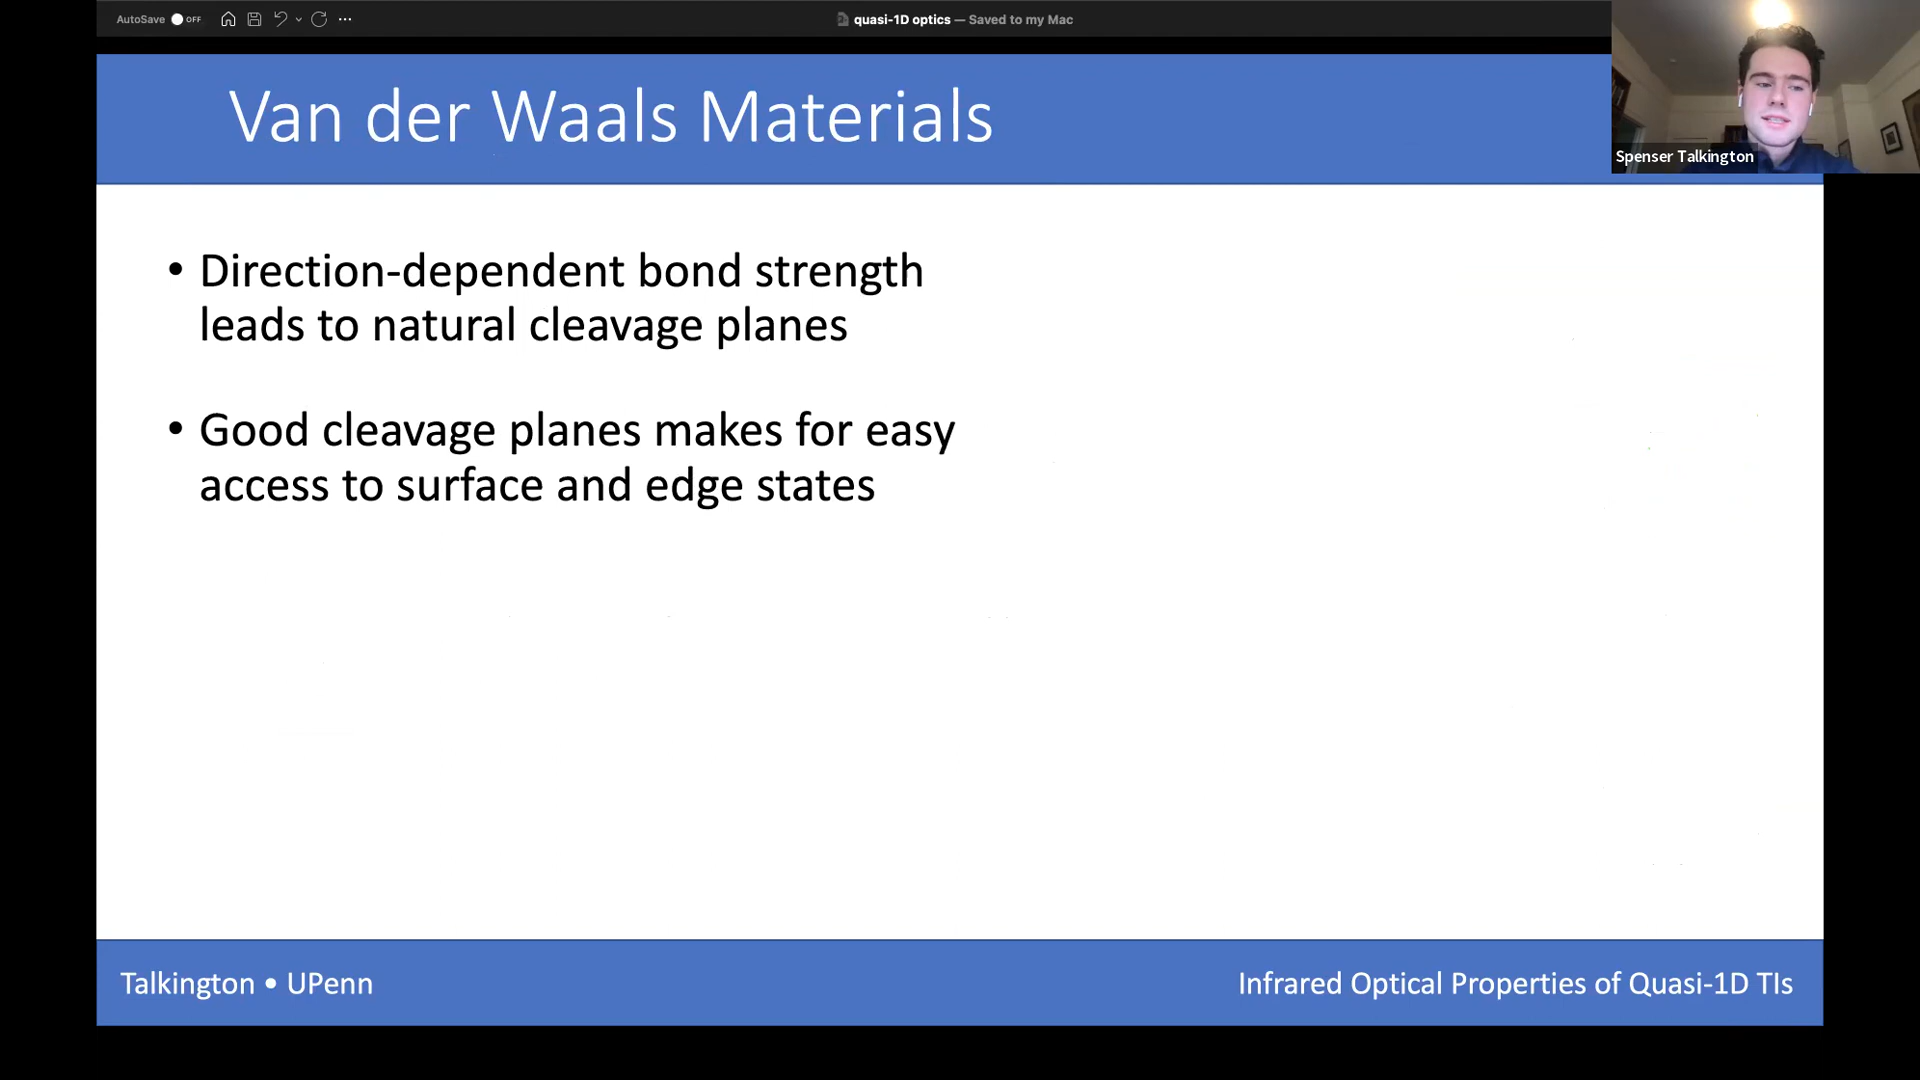 AutoSave OFF
quasi-1D optics — Saved to my Mac
Van der Waals Materials
Spenser Talkington
• Direction-dependent bond strength
leads to natural cleavage planes
• Good cleavage planes makes for easy
access to surface and edge states
Talkington • UPenn
Infrared Optical Properties of Quasi-1D TIs